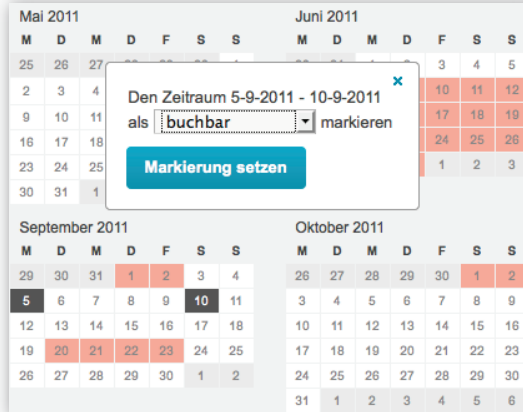 Mai 2011
M D M D F S S
25 26 27
2 3 4
9 10 11
16 17 18
23 24 25
30 31 1
Juni 2011
M D M D F S S
3 4 5
10 11 12
17 18 19
24 25 26
1 2 3
×
Den Zeitraum 5-9-2011 - 10-9-2011
als buchbar markieren
Markierung setzen
September 2011
M D M D F S S
29 30 31 1 2 3 4
5 6 7 8 9 10 11
12 13 14 15 16 17 18
19 20 21 22 23 24 25
26 27 28 29 30 1 2
Oktober 2011
M D M D F S S
26 27 28 29 30 1 2
3 4 5 6 7 8 9
10 11 12 13 14 15 16
17 18 19 20 21 22 23
24 25 26 27 28 29 30
31 1 2 3 4 5 6